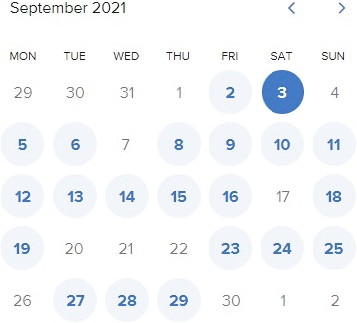 September 2021
MON TUE WED THU FRI SAT SUN
29 30 31 1 2 3 4
5 6 7 8 9 10 11
12 13 14 15 16 17 18
19 20 21 22 23 24 25
26 27 28 29 30 1 2